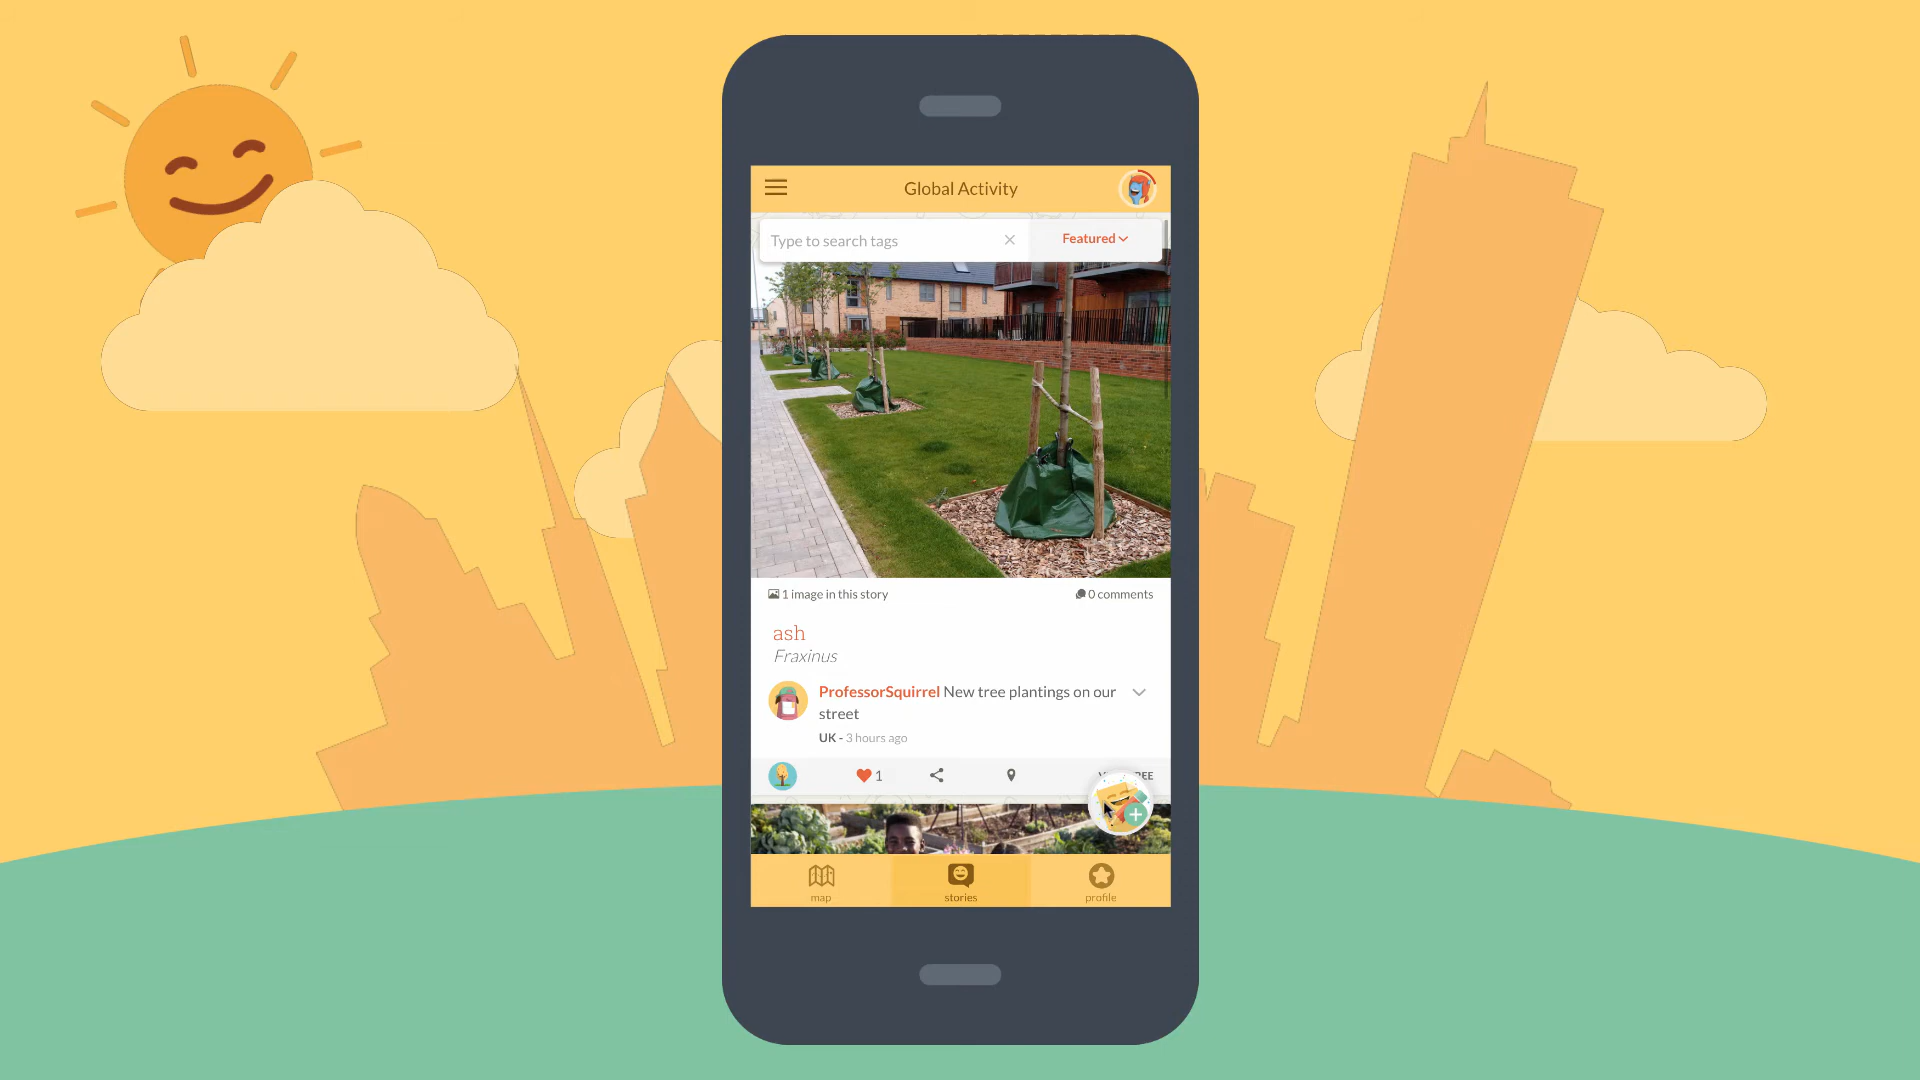 Global Activity
Type to search tags
Featured
1 image in this story
0 comments
ash
Fraxinus
ProfessorSquirrel New tree plantings on our
street
UK - 3 hours ago
1
map
stories
profile